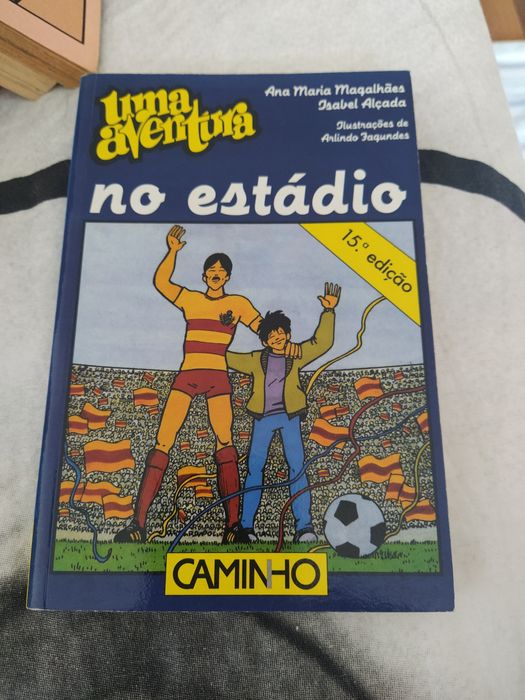 uma
aventura
Ana Maria Magalhães
Isabel Alçada
Ilustrações de
Arlindo Fagundes
no estádio
15.ª edição
CAMINHO